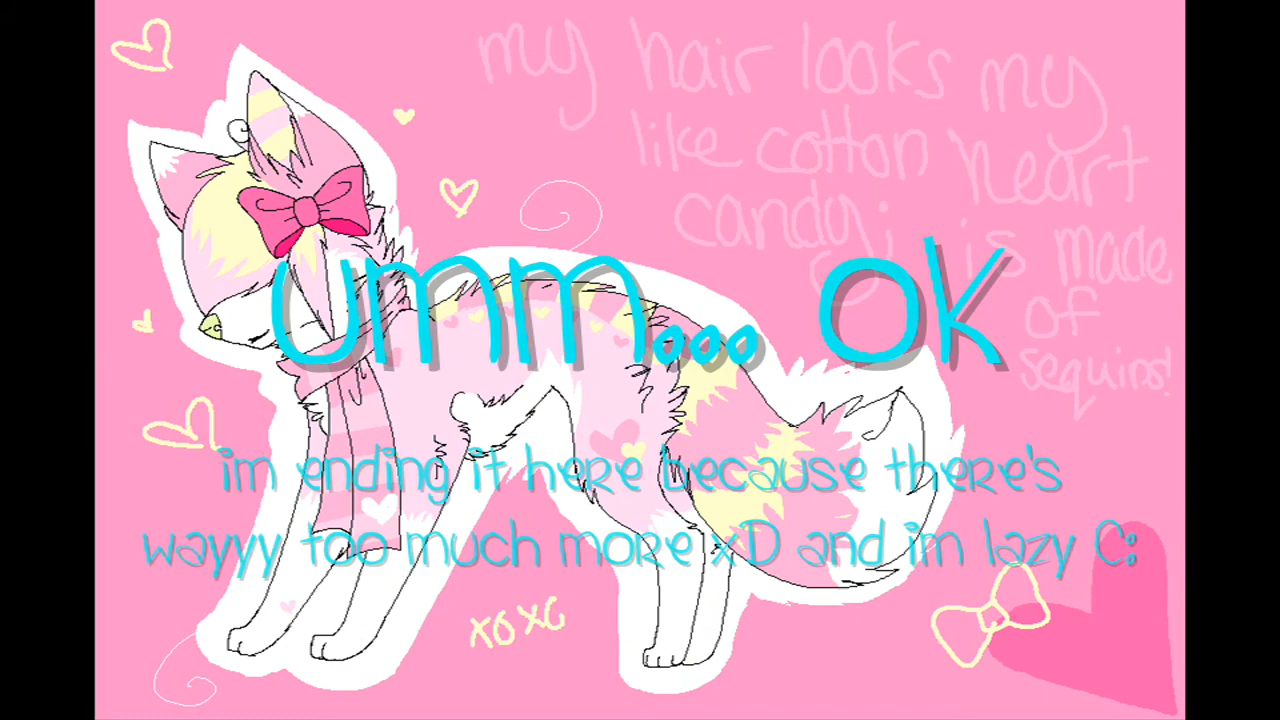 my hair looks my
like cotton heart
candy; is made
of
sequins!
umm... ok
im ending it here because there's
wayyy too much more xD and im lazy C:
xoxo